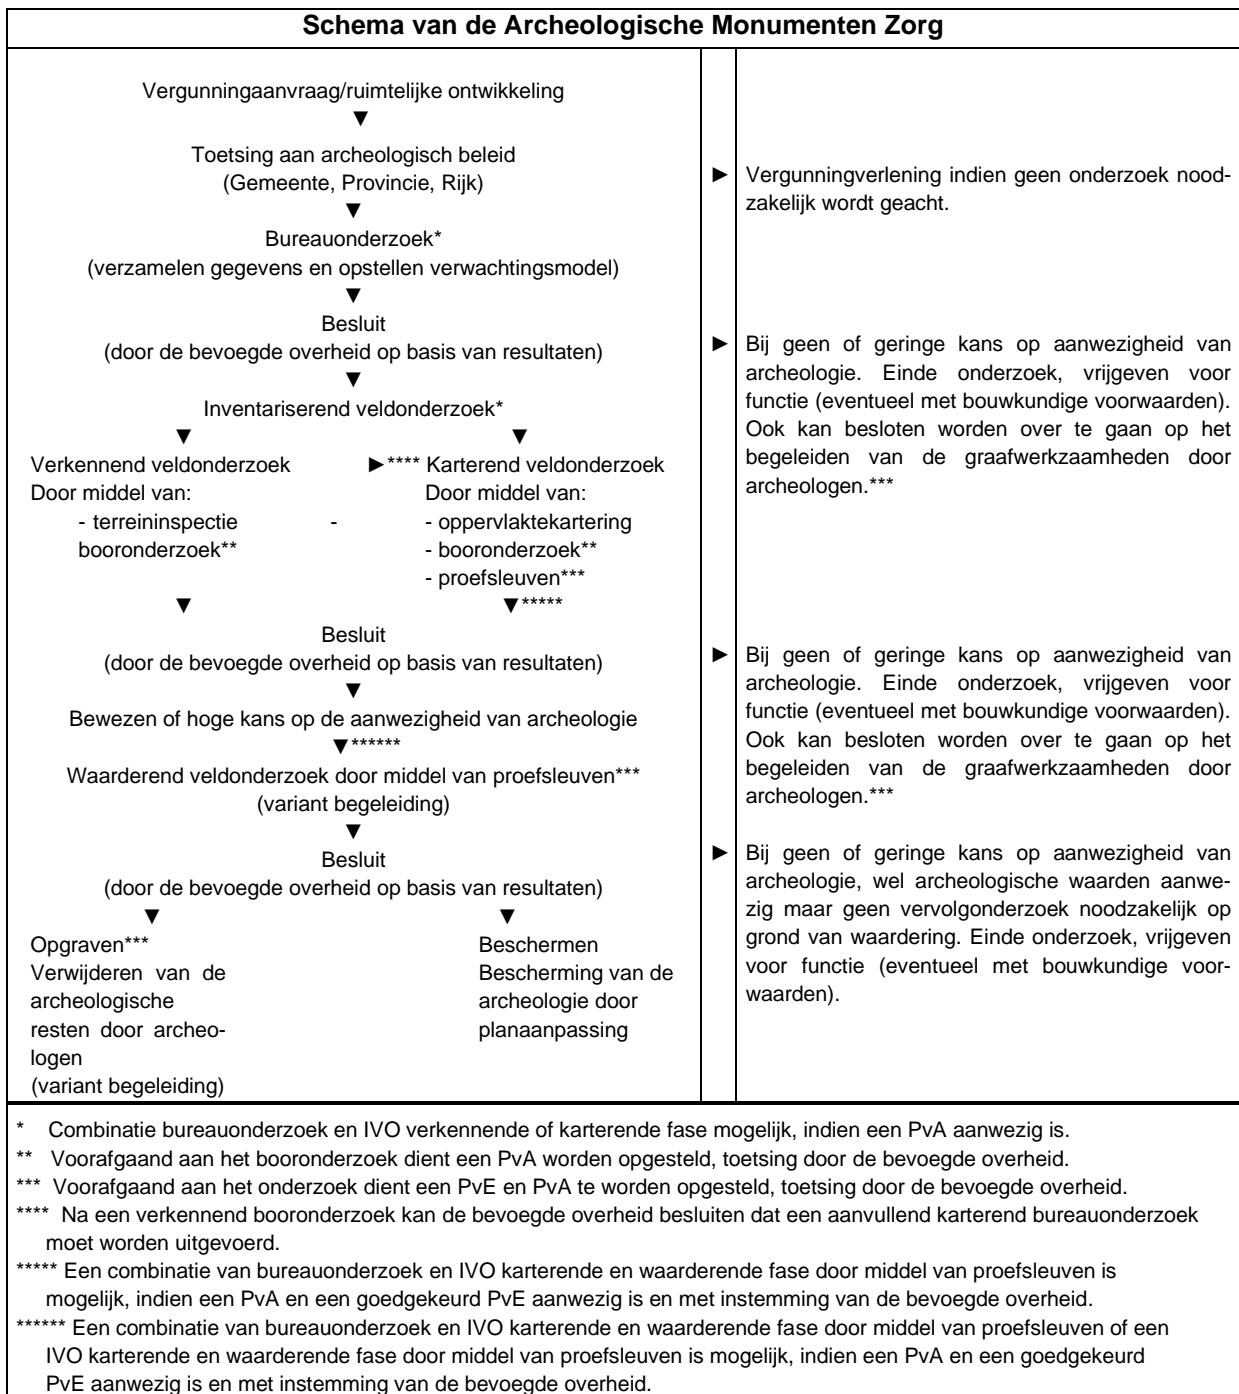 Schema van de Archeologische Monumenten Zorg
Vergunningaanvraag/ruimtelijke ontwikkeling
▼
Toetsing aan archeologisch beleid
(Gemeente, Provincie, Rijk)
▼
Bureauonderzoek*
(verzamelen gegevens en opstellen verwachtingsmodel)
▼
Besluit
(door de bevoegde overheid op basis van resultaten)
▼
Inventariserend veldonderzoek*
▼ ▼
Verkennend veldonderzoek ►**** Karterend veldonderzoek
Door middel van: Door middel van:
- terreininspectie - - oppervlaktekartering
booronderzoek** - booronderzoek**
- proefsleuven***
▼ ▼*****
Besluit
(door de bevoegde overheid op basis van resultaten)
▼
Bewezen of hoge kans op de aanwezigheid van archeologie
▼******
Waarderend veldonderzoek door middel van proefsleuven***
(variant begeleiding)
▼
Besluit
(door de bevoegde overheid op basis van resultaten)
▼ ▼
Opgraven***
Verwijderen van de
archeologische
resten door archeo-
logen
(variant begeleiding)
Beschermen
Bescherming van de
archeologie door
planaanpassing
► Vergunningverlening indien geen onderzoek nood-
zakelijk wordt geacht.
► Bij geen of geringe kans op aanwezigheid van
archeologie. Einde onderzoek, vrijgeven voor
functie (eventueel met bouwkundige voorwaarden).
Ook kan besloten worden over te gaan op het
begeleiden van de graafwerkzaamheden door
archeologen.***
► Bij geen of geringe kans op aanwezigheid van
archeologie. Einde onderzoek, vrijgeven voor
functie (eventueel met bouwkundige voorwaarden).
Ook kan besloten worden over te gaan op het
begeleiden van de graafwerkzaamheden door
archeologen.***
► Bij geen of geringe kans op aanwezigheid van
archeologie, wel archeologische waarden aanwe-
zig maar geen vervolgonderzoek noodzakelijk op
grond van waardering. Einde onderzoek, vrijgeven
voor functie (eventueel met bouwkundige voor-
waarden).
* Combinatie bureauonderzoek en IVO verkennende of karterende fase mogelijk, indien een PvA aanwezig is.
** Voorafgaand aan het booronderzoek dient een PvA worden opgesteld, toetsing door de bevoegde overheid.
*** Voorafgaand aan het onderzoek dient een PvE en PvA te worden opgesteld, toetsing door de bevoegde overheid.
**** Na een verkennend booronderzoek kan de bevoegde overheid besluiten dat een aanvullend karterend bureauonderzoek
moet worden uitgevoerd.
***** Een combinatie van bureauonderzoek en IVO karterende en waarderende fase door middel van proefsleuven is
mogelijk, indien een PvA en een goedgekeurd PvE aanwezig is en met instemming van de bevoegde overheid.
****** Een combinatie van bureauonderzoek en IVO karterende en waarderende fase door middel van proefsleuven of een
IVO karterende en waarderende fase door middel van proefsleuven is mogelijk, indien een PvA en een goedgekeurd
PvE aanwezig is en met instemming van de bevoegde overheid.